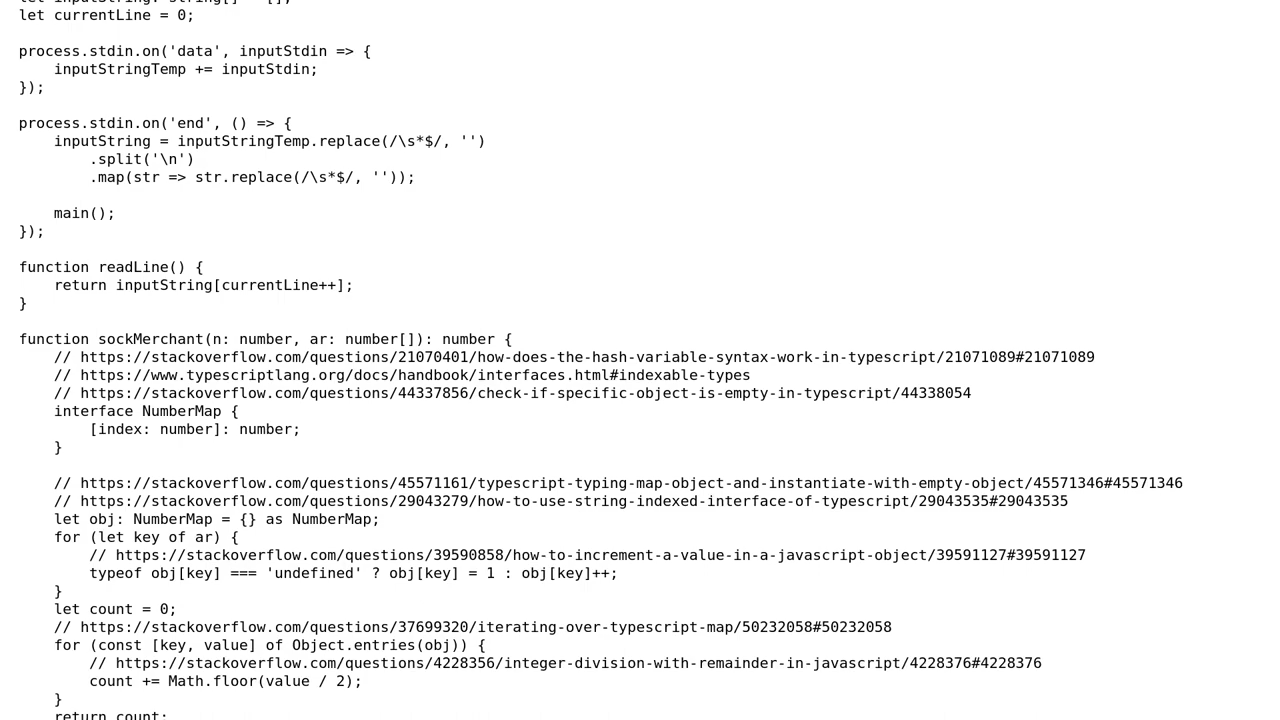 let inputString: string[] = [];
let currentLine = 0;

process.stdin.on('data', inputStdin => {
    inputStringTemp += inputStdin;
});

process.stdin.on('end', () => {
    inputString = inputStringTemp.replace(/\s*$/, '')
        .split('\n')
        .map(str => str.replace(/\s*$/, ''));

    main();
});

function readLine() {
    return inputString[currentLine++];
}

function sockMerchant(n: number, ar: number[]): number {
    // https://stackoverflow.com/questions/21070401/how-does-the-hash-variable-syntax-work-in-typescript/21071089#21071089
    // https://www.typescriptlang.org/docs/handbook/interfaces.html#indexable-types
    // https://stackoverflow.com/questions/44337856/check-if-specific-object-is-empty-in-typescript/44338054
    interface NumberMap {
        [index: number]: number;
    }

    // https://stackoverflow.com/questions/45571161/typescript-typing-map-object-and-instantiate-with-empty-object/45571346#45571346
    // https://stackoverflow.com/questions/29043279/how-to-use-string-indexed-interface-of-typescript/29043535#29043535
    let obj: NumberMap = {} as NumberMap;
    for (let key of ar) {
        // https://stackoverflow.com/questions/39590858/how-to-increment-a-value-in-a-javascript-object/39591127#39591127
        typeof obj[key] === 'undefined' ? obj[key] = 1 : obj[key]++;
    }
    let count = 0;
    // https://stackoverflow.com/questions/37699320/iterating-over-typescript-map/50232058#50232058
    for (const [key, value] of Object.entries(obj)) {
        // https://stackoverflow.com/questions/4228356/integer-division-with-remainder-in-javascript/4228376#4228376
        count += Math.floor(value / 2);
    }
    return count;